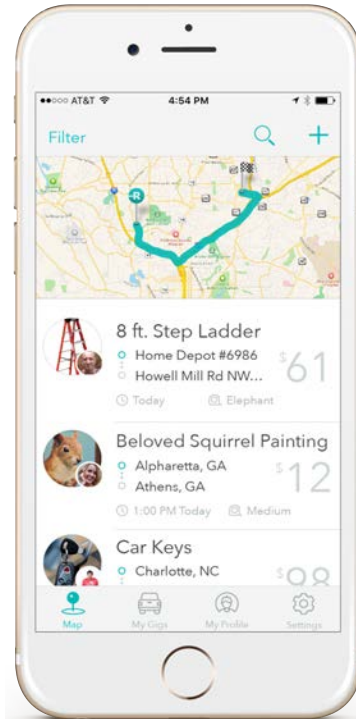 AT&T 4:54 PM
Filter
R
8 ft. Step Ladder
Home Depot #6986
Howell Mill Rd NW...
$61
Today Elephant
Beloved Squirrel Painting
Alpharetta, GA
Athens, GA
$12
1:00 PM Today Medium
Car Keys
Charlotte, NC
$98
Map My Gigs My Profile Settings